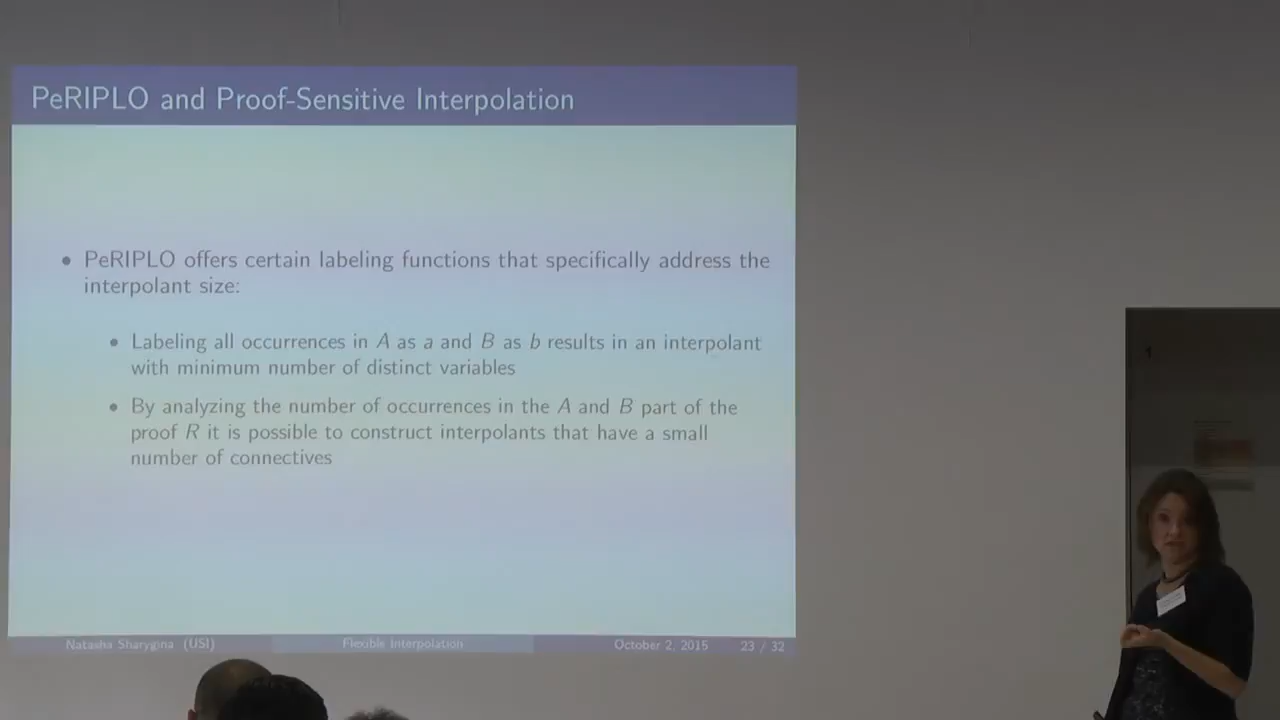 PeRIPLO and Proof-Sensitive Interpolation
• PeRIPLO offers certain labeling functions that specifically address the
interpolant size:
• Labeling all occurrences in A as a and B as b results in an interpolant
with minimum number of distinct variables
• By analyzing the number of occurrences in the A and B part of the
proof R it is possible to construct interpolants that have a small
number of connectives
Natasha Sharygina (USI) Flexible Interpolation October 2, 2015 23 / 32